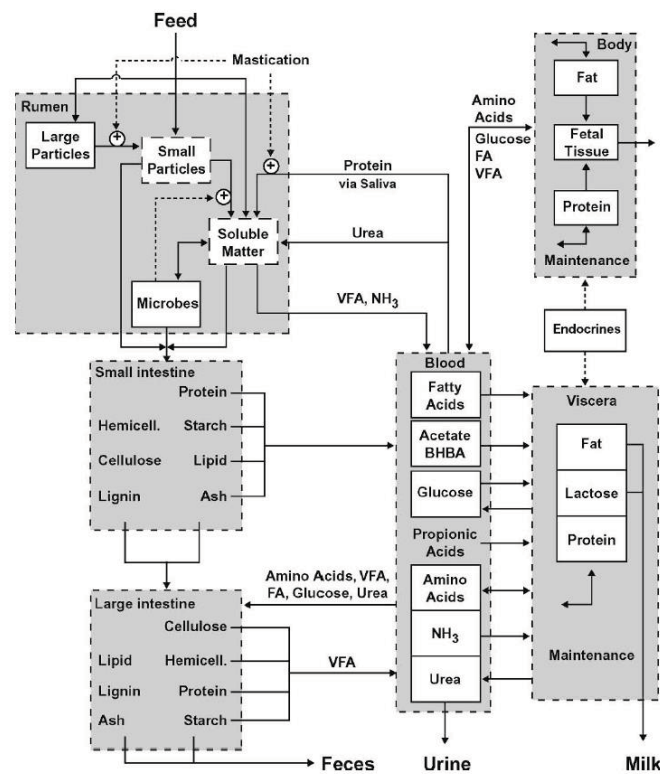 Feed
Mastication
Rumen
Large
Particles
+
Small
Particles
+
+
Protein
via Saliva
Soluble
Matter
Urea
Microbes
VFA, NH₃
Body
Fat
Amino
Acids
Glucose
FA
VFA
Fetal
Tissue
Protein
Maintenance
Endocrines
Small intestine
Protein
Hemicell.
Starch
Cellulose
Lipid
Lignin
Ash
Blood
Fatty
Acids
Acetate
BHBA
Glucose
Propionic
Acids
Amino
Acids
NH₃
Urea
Viscera
Fat
Lactose
Protein
Maintenance
Amino Acids, VFA,
FA, Glucose, Urea
Large intestine
Cellulose
Lipid
Hemicell.
Lignin
Protein
Ash
Starch
VFA
Feces
Urine
Milk